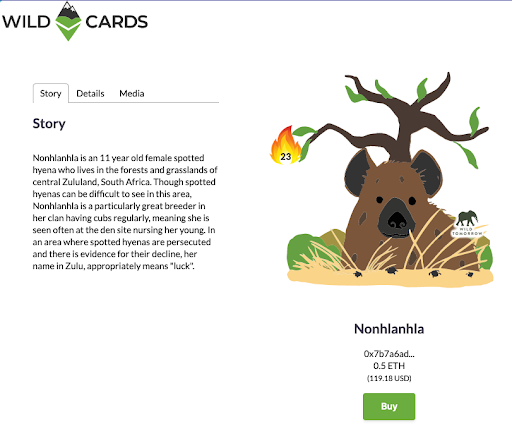 WILD CARDS
Story Details Media
Story
Nonhlanhla is an 11 year old female spotted
hyena who lives in the forests and grasslands of
central Zululand, South Africa. Though spotted
hyenas can be difficult to see in this area,
Nonhlanhla is a particularly great breeder in
her clan having cubs regularly, meaning she is
seen often at the den site nursing her young. In
an area where spotted hyenas are persecuted
and there is evidence for their decline, her
name in Zulu, appropriately means "luck".
23
WILD
TOMORROW
Nonhlanhla
0x7b7a6ad...
0.5 ETH
(119.18 USD)
Buy